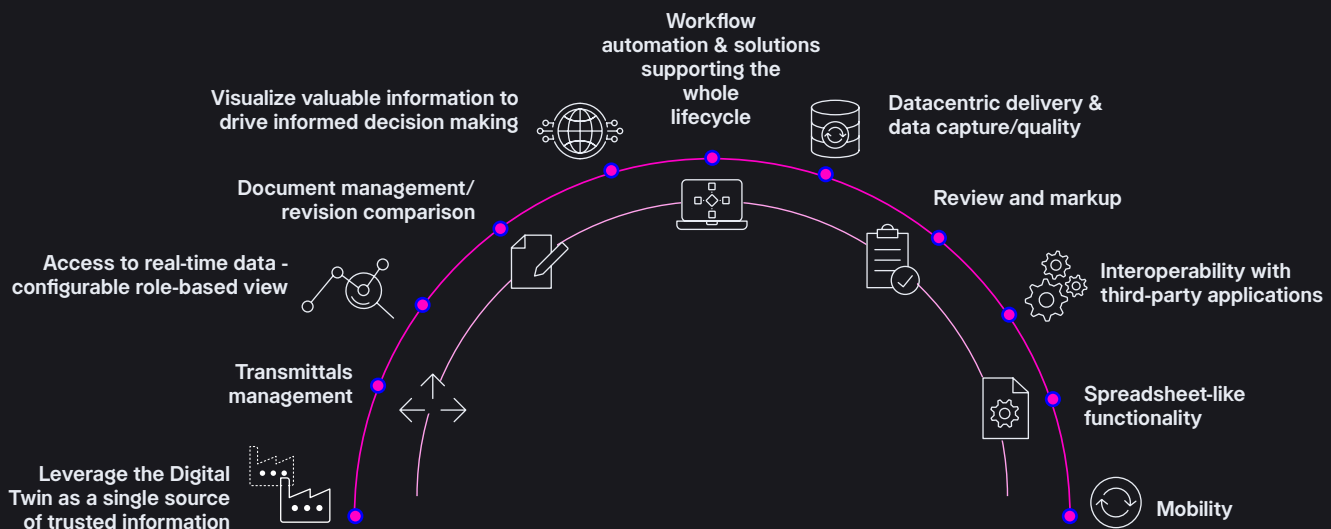 Workflow
automation & solutions
supporting the
whole
lifecycle
Visualize valuable information to
drive informed decision making
Datacentric delivery &
data capture/quality
Document management/
revision comparison
Review and markup
Access to real-time data -
configurable role-based view
Interoperability with
third-party applications
Transmittals
management
Spreadsheet-like
functionality
Leverage the Digital
Twin as a single source
of trusted information
Mobility